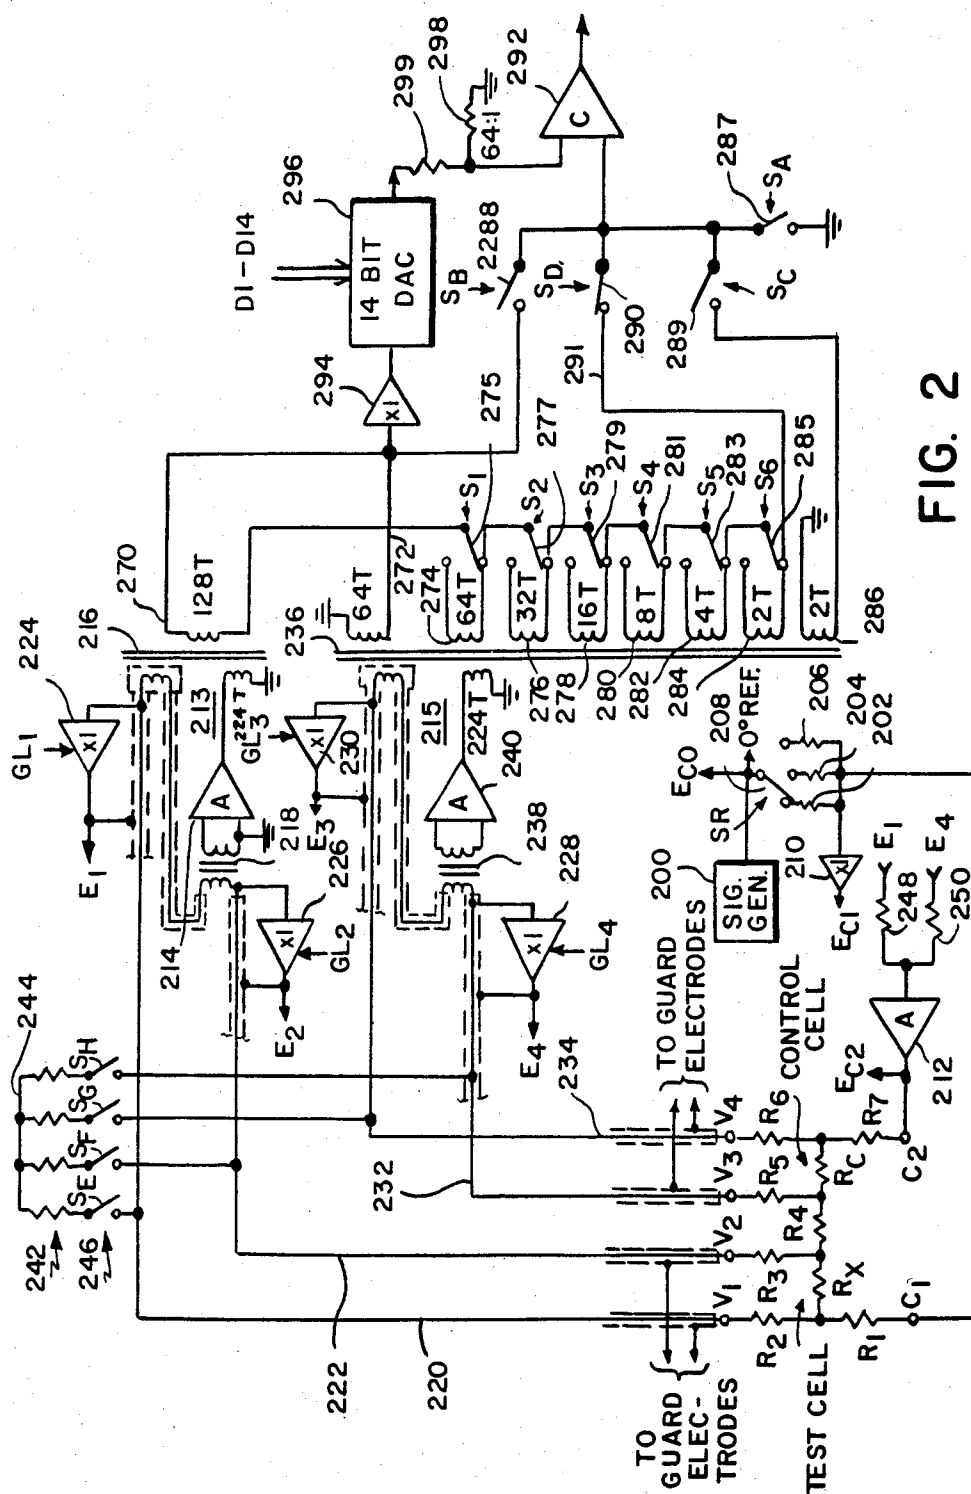 D1-D14
296
14 BIT
DAC
299
298
292
64:1
C
294
X1
270
128T
216
224
GL1
X1
E1
213
224T
GL3
A
214
218
226
X1
GL2
E2
244
SH
SG
SF
SE
242
246
222
220
236
64T
272
274
275
277
SB
2288
SD
290
291
289
SC
287
SA
S1
S2
S3
279
S4
281
S5
283
S6
285
64T
32T
16T
8T
4T
2T
2T
276
278
280
282
284
286
X1
230
E3
215
224T
A
240
238
228
X1
GL4
E4
234
232
TO GUARD
ELECTRODES
TO
GUARD
ELEC-
TRODES
V1
V2
V3
V4
R2
R3
R5
R6
R1
RX
R4
RC
R7
C1
C2
TEST CELL
CONTROL
CELL
200
SIG.
GEN.
EC0
208
0° REF.
SR
206
204
202
210
X1
EC1
E1
E4
248
250
A
212
EC2
FIG. 2